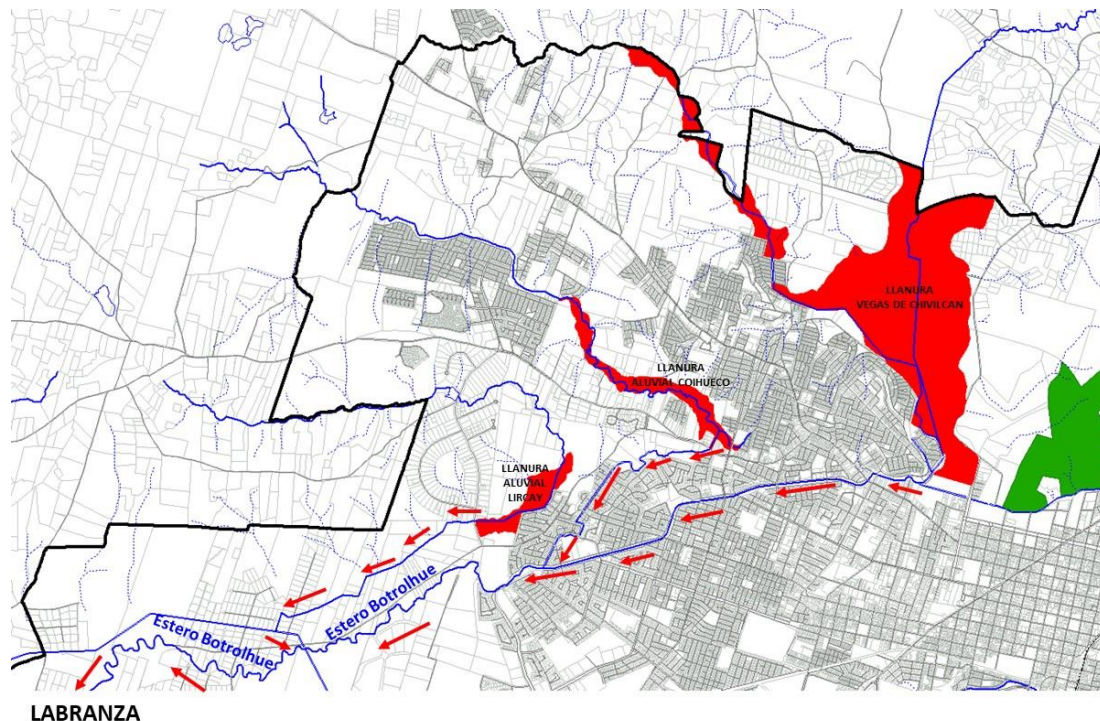 LLANURA
VEGAS DE CHIVILCAN
LLANURA
ALUVIAL COIHUECO
LLANURA
ALUVIAL
LIRCAY
Estero Botrolhue
Estero Botrolhue
LABRANZA